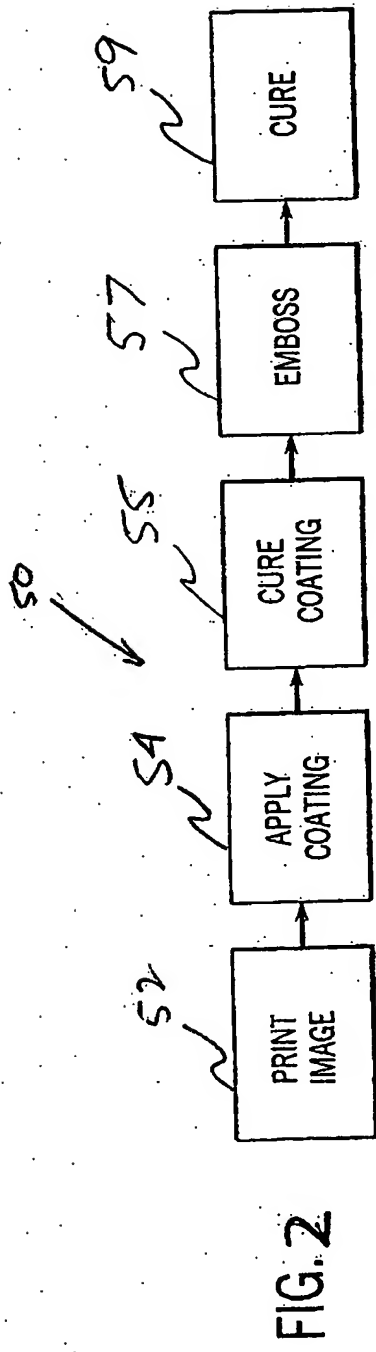 50
52
54
55
57
59
PRINT
IMAGE
APPLY
COATING
CURE
COATING
EMBOSS
CURE
FIG. 2